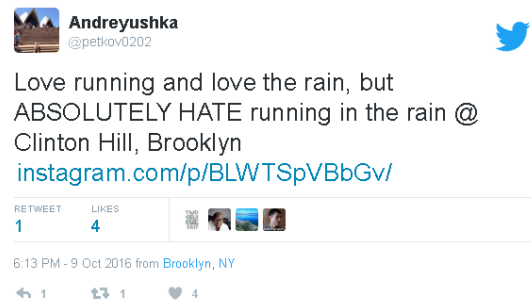 Andreyushka
@petkov0202
Love running and love the rain, but
ABSOLUTELY HATE running in the rain @
Clinton Hill, Brooklyn
instagram.com/p/BLWTSpVBbGv/
RETWEET LIKES
1 4
6:13 PM - 9 Oct 2016 from Brooklyn, NY
1 1 4